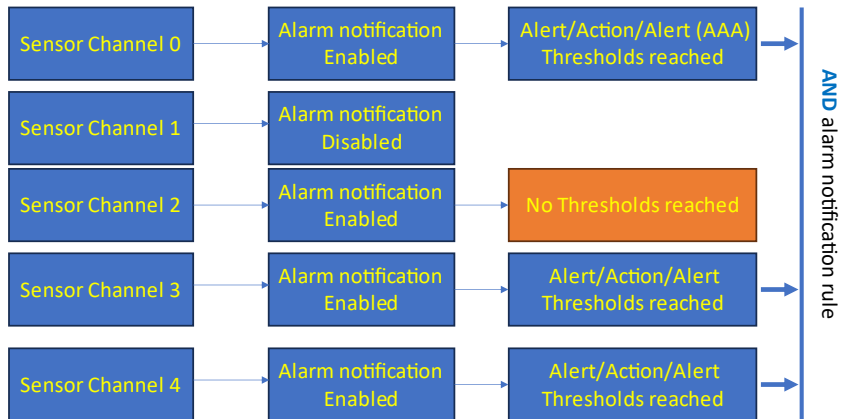 Sensor Channel 0
Alarm notification
Enabled
Alert/Action/Alert (AAA)
Thresholds reached
Sensor Channel 1
Alarm notification
Disabled
Sensor Channel 2
Alarm notification
Enabled
No Thresholds reached
Sensor Channel 3
Alarm notification
Enabled
Alert/Action/Alert
Thresholds reached
Sensor Channel 4
Alarm notification
Enabled
Alert/Action/Alert
Thresholds reached
AND alarm notification rule